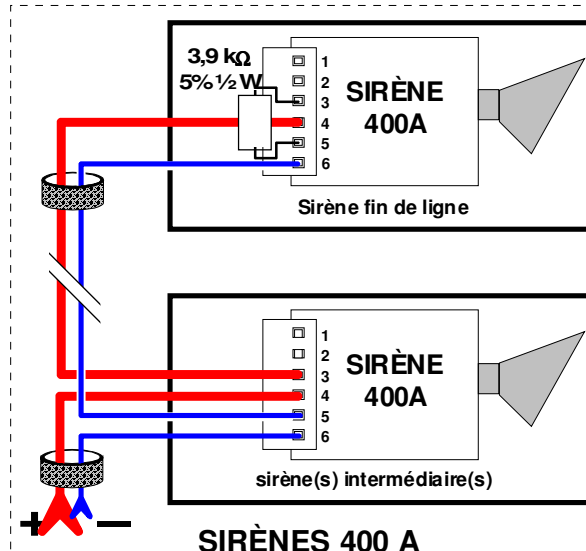 3,9 kΩ
5% ½ W
1
2
3
4
5
6
SIRÈNE
400A
Sirène fin de ligne
1
2
3
4
5
6
SIRÈNE
400A
sirène(s) intermédiaire(s)
+ −
SIRÈNES 400 A